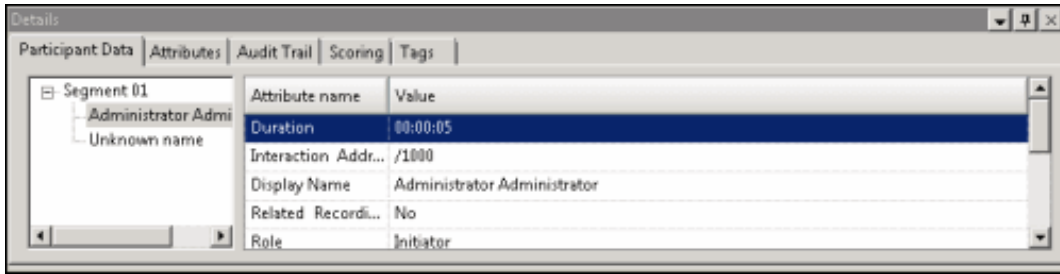 Details
Participant Data Attributes Audit Trail Scoring Tags
Segment 01
Administrator Admi
Unknown name
Attribute name Value
Duration 00:00:05
Interaction Addr... /1000
Display Name Administrator Administrator
Related Recordi... No
Role Initiator